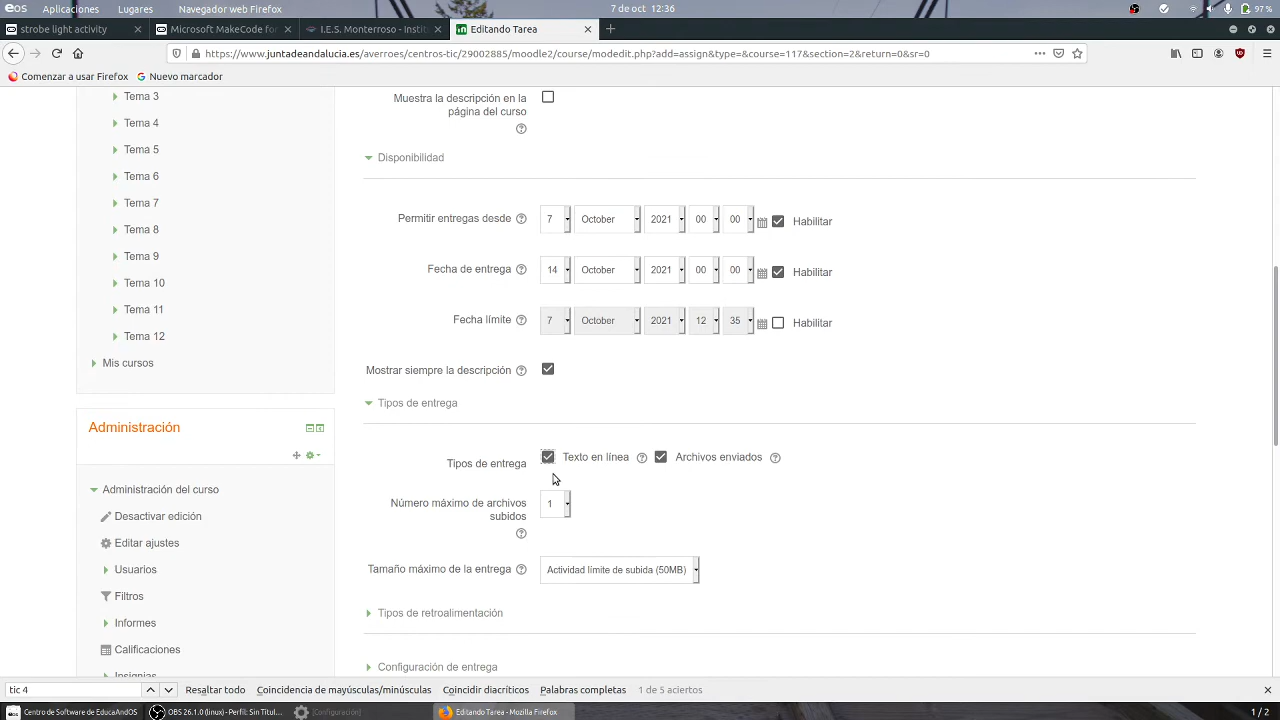 eOS Aplicaciones Lugares Navegador web Firefox 7 de oct 12:36 97 %
strobe light activity
Microsoft MakeCode for
I.E.S. Monterroso - Institu
Editando Tarea
https://www.juntadeandalucia.es/averroes/centros-tic/29002885/moodle2/course/modedit.php?add=assign&type=&course=117&section=2&return=0&sr=0
Comenzar a usar Firefox Nuevo marcador
Tema 3
Tema 4
Tema 5
Tema 6
Tema 7
Tema 8
Tema 9
Tema 10
Tema 11
Tema 12
Mis cursos
Administración
Administración del curso
Desactivar edición
Editar ajustes
Usuarios
Filtros
Informes
Calificaciones
Insignias
Muestra la descripción en la
página del curso
Disponibilidad
Permitir entregas desde 7 October 2021 00 00 Habilitar
Fecha de entrega 14 October 2021 00 00 Habilitar
Fecha límite 7 October 2021 12 35 Habilitar
Mostrar siempre la descripción
Tipos de entrega
Tipos de entrega Texto en línea Archivos enviados
Número máximo de archivos
subidos
1
Tamaño máximo de la entrega Actividad límite de subida (50MB)
Tipos de retroalimentación
Configuración de entrega
tic 4 Resaltar todo Coincidencia de mayúsculas/minúsculas Coincidir diacríticos Palabras completas 1 de 5 aciertos
Centro de Software de EducaAndOS OBS 26.1.0 (linux) - Perfil: Sin Títul... [Configuración] Editando Tarea - Mozilla Firefox 1 / 2